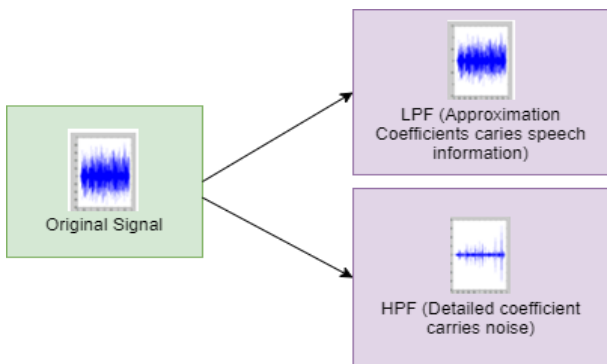 Original Signal
LPF (Approximation
Coefficients caries speech
information)
HPF (Detailed coefficient
carries noise)